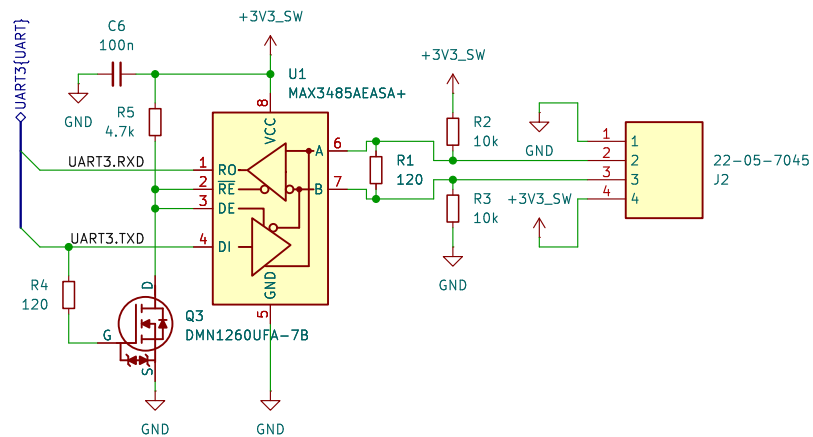 +3V3_SW
C6
100n
+3V3_SW
UART3{UART}
U1
MAX3485AEASA+
GND
R5
4.7k
8
VCC
R2
10k
GND
1
1
6
A
2
2
22-05-7045
UART3.RXD
1
RO
R1
120
3
3
J2
2
RE
7
B
4
4
3
DE
R3
10k
+3V3_SW
UART3.TXD
4
DI
GND
R4
120
D
GND
5
Q3
DMN1260UFA-7B
G
S
GND
GND